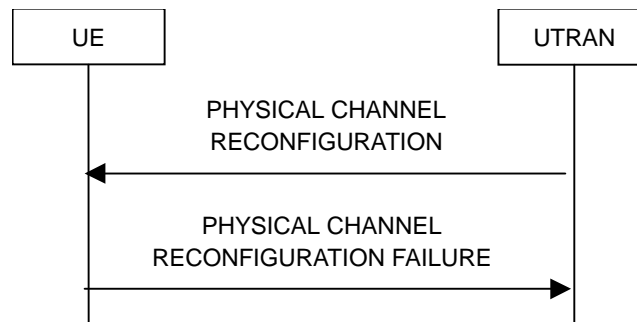 UE
UTRAN
PHYSICAL CHANNEL
RECONFIGURATION
PHYSICAL CHANNEL
RECONFIGURATION FAILURE